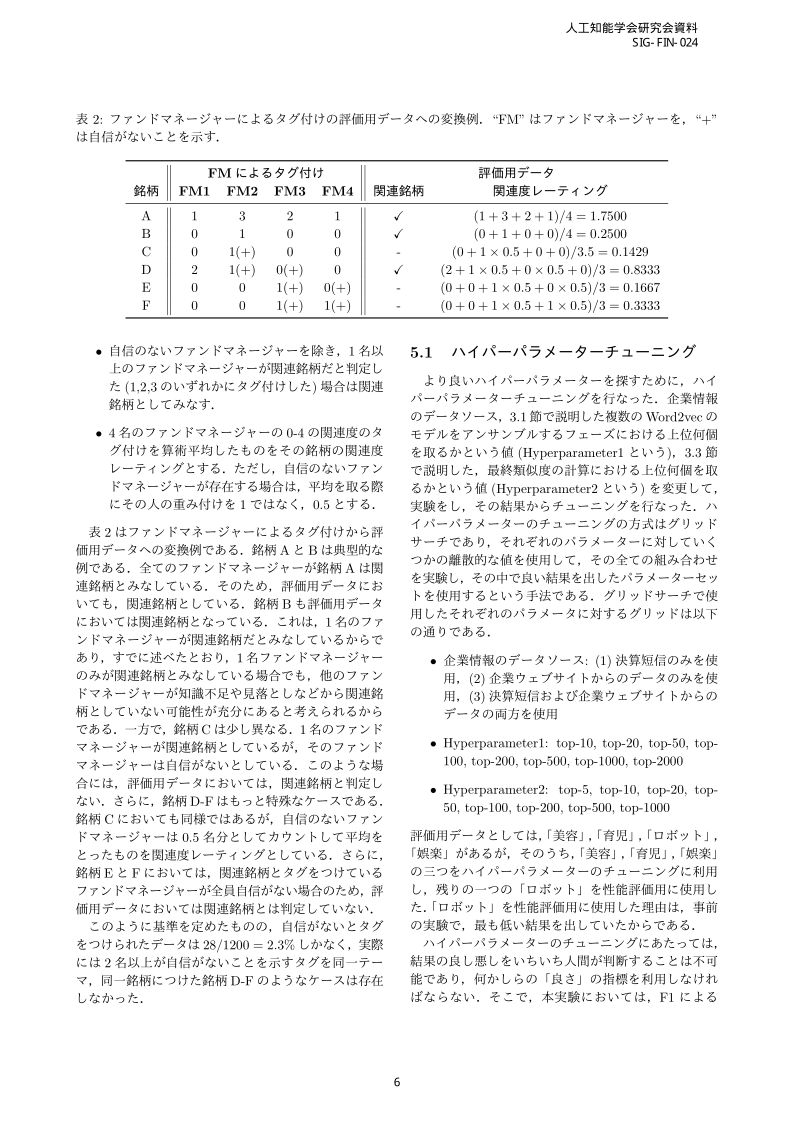 人工知能学会研究会資料
SIG-FIN-024
表 2: ファンドマネージャーによるタグ付けの評価用データへの変換例．“FM” はファンドマネージャーを，“+”
は自信がないことを示す．
FM によるタグ付け 評価用データ
銘柄 FM1 FM2 FM3 FM4 関連銘柄 関連度レーティング
A 1 3 2 1 ✓ (1 + 3 + 2 + 1)/4 = 1.7500
B 0 1 0 0 ✓ (0 + 1 + 0 + 0)/4 = 0.2500
C 0 1(+) 0 0 - (0 + 1 × 0.5 + 0 + 0)/3.5 = 0.1429
D 2 1(+) 0(+) 0 ✓ (2 + 1 × 0.5 + 0 × 0.5 + 0)/3 = 0.8333
E 0 0 1(+) 0(+) - (0 + 0 + 1 × 0.5 + 0 × 0.5)/3 = 0.1667
F 0 0 1(+) 1(+) - (0 + 0 + 1 × 0.5 + 1 × 0.5)/3 = 0.3333
• 自信のないファンドマネージャーを除き，1 名以
上のファンドマネージャーが関連銘柄だと判定し
た (1,2,3 のいずれかにタグ付けした) 場合は関連
銘柄としてみなす．
• 4 名のファンドマネージャーの 0-4 の関連度のタ
グ付けを算術平均したものをその銘柄の関連度
レーティングとする．ただし，自信のないファン
ドマネージャーが存在する場合は，平均を取る際
にその人の重み付けを 1 ではなく，0.5 とする．
表 2 はファンドマネージャーによるタグ付けから評
価用データへの変換例である．銘柄 A と B は典型的な
例である．全てのファンドマネージャーが銘柄 A は関
連銘柄とみなしている．そのため，評価用データにお
いても，関連銘柄としている．銘柄 B も評価用データ
においては関連銘柄となっている．これは，1 名のファ
ンドマネージャーが関連銘柄だとみなしているからで
あり，すでに述べたとおり，1 名ファンドマネージャー
のみが関連銘柄とみなしている場合でも，他のファン
ドマネージャーが知識不足や見落としなどから関連銘
柄としていない可能性が充分にあると考えられるから
である．一方で，銘柄 C は少し異なる．1 名のファンド
マネージャーが関連銘柄としているが，そのファンド
マネージャーは自信がないとしている．このような場
合には，評価用データにおいては，関連銘柄と判定し
ない．さらに，銘柄 D-F はもっと特殊なケースである．
銘柄 C においても同様ではあるが，自信のないファン
ドマネージャーは 0.5 名分としてカウントして平均を
とったものを関連度レーティングとしている．さらに，
銘柄 E と F においては，関連銘柄とタグをつけている
ファンドマネージャーが全員自信がない場合のため，評
価用データにおいては関連銘柄とは判定していない．
このように基準を定めたものの，自信がないとタグ
をつけられたデータは 28/1200 = 2.3% しかなく，実際
には 2 名以上が自信がないことを示すタグを同一テー
マ，同一銘柄につけた銘柄 D-F のようなケースは存在
しなかった．
5.1 ハイパーパラメーターチューニング
より良いハイパーパラメーターを探すために，ハイ
パーパラメーターチューニングを行なった．企業情報
のデータソース，3.1 節で説明した複数の Word2vec の
モデルをアンサンブルするフェーズにおける上位何個
を取るかという値 (Hyperparameter1 という)，3.3 節
で説明した，最終類似度の計算における上位何個を取
るかという値 (Hyperparameter2 という) を変更して，
実験をし，その結果からチューニングを行なった．ハ
イパーパラメーターのチューニングの方式はグリッド
サーチであり，それぞれのパラメーターに対していく
つかの離散的な値を使用して，その全ての組み合わせ
を実験し，その中で良い結果を出したパラメーターセッ
トを使用するという手法である．グリッドサーチで使
用したそれぞれのパラメータに対するグリッドは以下
の通りである．
• 企業情報のデータソース: (1) 決算短信のみを使
用，(2) 企業ウェブサイトからのデータのみを使
用，(3) 決算短信および企業ウェブサイトからの
データの両方を使用
• Hyperparameter1: top-10, top-20, top-50, top-
100, top-200, top-500, top-1000, top-2000
• Hyperparameter2: top-5, top-10, top-20, top-
50, top-100, top-200, top-500, top-1000
評価用データとしては，「美容」，「育児」，「ロボット」，
「娯楽」があるが，そのうち，「美容」，「育児」，「娯楽」
の三つをハイパーパラメーターのチューニングに利用
し，残りの一つの「ロボット」を性能評価用に使用し
た．「ロボット」を性能評価用に使用した理由は，事前
の実験で，最も低い結果を出していたからである．
ハイパーパラメーターのチューニングにあたっては，
結果の良し悪しをいちいち人間が判断することは不可
能であり，何かしらの「良さ」の指標を利用しなけれ
ばならない．そこで，本実験においては，F1 による
6